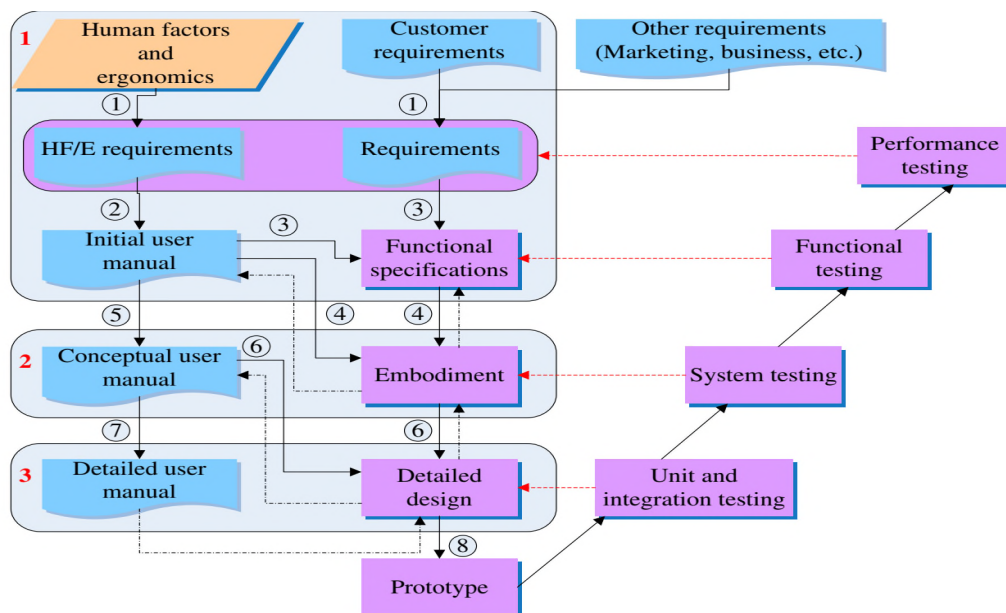 1
Human factors
and
ergonomics
Customer
requirements
Other requirements
(Marketing, business, etc.)
1
1
HF/E requirements
Requirements
Performance
testing
2
3
3
Initial user
manual
Functional
specifications
Functional
testing
5
4
4
2
Conceptual user
manual
6
Embodiment
System testing
7
6
3
Detailed user
manual
Detailed
design
Unit and
integration testing
8
Prototype